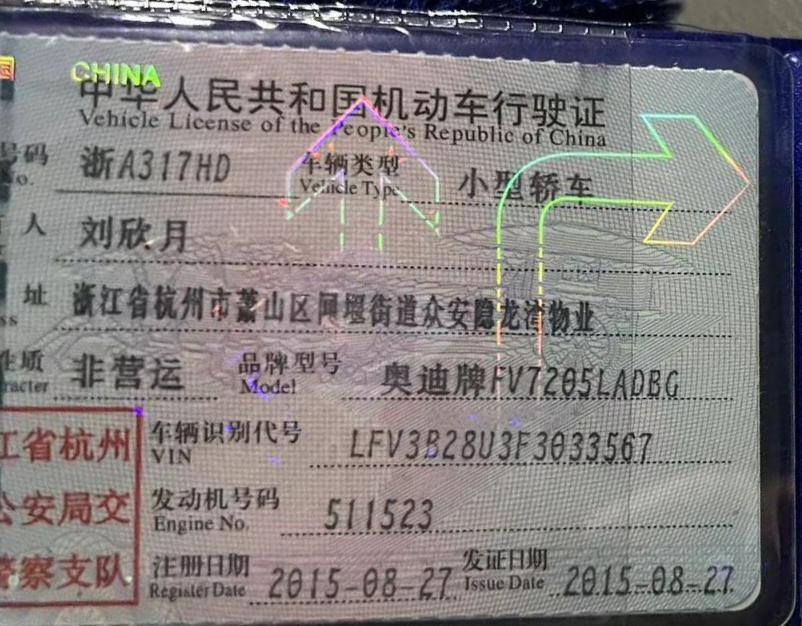 CHINA
中华人民共和国机动车行驶证
Vehicle License of the People's Republic of China
号码 浙A317HD 车辆类型 小型轿车
No. Vehicle Type
人 刘欣月
址 浙江省杭州市萧山区闻堰街道众安隐龙湾物业
ss
性质 非营运 品牌型号 奥迪牌FV7205LADBG
racter Model
江省杭州 车辆识别代号 LFV3B28U3F3033567
VIN
公安局交 发动机号码 511523
Engine No.
警察支队 注册日期 2015-08-27 发证日期 2015-08-27
Register Date Issue Date